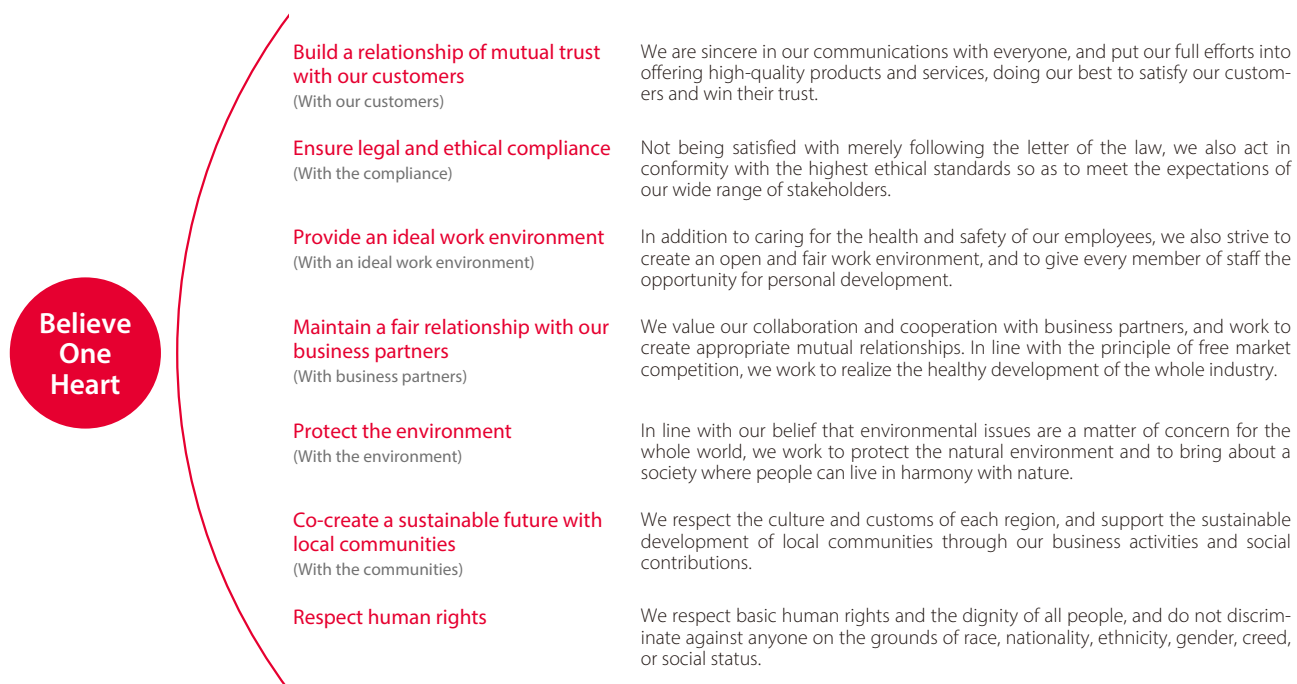 Believe
One
Heart
Build a relationship of mutual trust
with our customers
(With our customers)
We are sincere in our communications with everyone, and put our full efforts into
offering high-quality products and services, doing our best to satisfy our custom-
ers and win their trust.
Ensure legal and ethical compliance
(With the compliance)
Not being satisfied with merely following the letter of the law, we also act in
conformity with the highest ethical standards so as to meet the expectations of
our wide range of stakeholders.
Provide an ideal work environment
(With an ideal work environment)
In addition to caring for the health and safety of our employees, we also strive to
create an open and fair work environment, and to give every member of staff the
opportunity for personal development.
Maintain a fair relationship with our
business partners
(With business partners)
We value our collaboration and cooperation with business partners, and work to
create appropriate mutual relationships. In line with the principle of free market
competition, we work to realize the healthy development of the whole industry.
Protect the environment
(With the environment)
In line with our belief that environmental issues are a matter of concern for the
whole world, we work to protect the natural environment and to bring about a
society where people can live in harmony with nature.
Co-create a sustainable future with
local communities
(With the communities)
We respect the culture and customs of each region, and support the sustainable
development of local communities through our business activities and social
contributions.
Respect human rights
We respect basic human rights and the dignity of all people, and do not discrim-
inate against anyone on the grounds of race, nationality, ethnicity, gender, creed,
or social status.